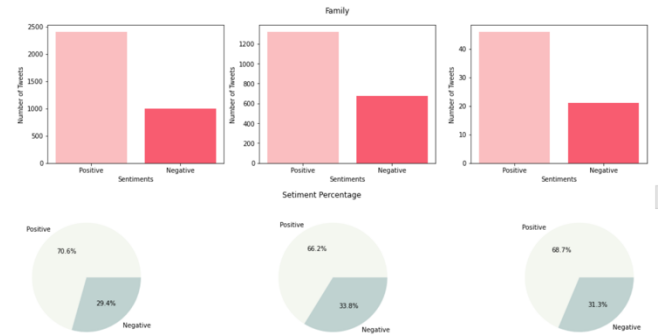 Family
Number of Tweets
2500
2000
1500
1000
500
0
Positive
Negative
Sentiments
Number of Tweets
1200
1000
800
600
400
200
0
Positive
Negative
Sentiments
Number of Tweets
40
30
20
10
0
Positive
Negative
Sentiments
Setiment Percentage
Positive
70.6%
29.4%
Negative
Positive
66.2%
33.8%
Negative
Positive
68.7%
31.3%
Negative